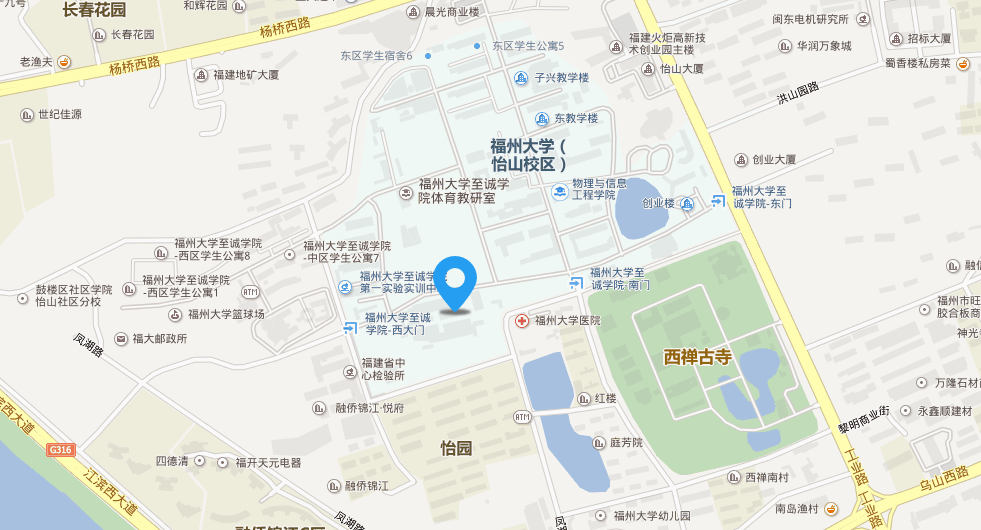 长春花园
和辉花园
长春花园
老渔夫
杨桥西路
杨桥西路
福建地矿大厦
世纪佳源
晨光商业楼
东区学生宿舍6
东区学生公寓5
子兴教学楼
东教学楼
福州大学（
怡山校区）
福建火炬高新技
术创业园主楼
怡山大厦
闽东电机研究所
华润万象城
招标大厦
蜀香楼私房菜
洪山园路
创业大厦
福州大学至诚学
院体育教研室
物理与信息
工程学院
创业楼
福州大学至
诚学院-东门
福州大学至诚学院
-西区学生公寓8
福州大学至诚学院
-中区学生公寓7
福州大学至诚学院
-西区学生公寓1
ATM
福州大学篮球场
鼓楼区社区学院
怡山社区分校
凤湖路
福大邮政所
福州大学至诚学
第一实验实训中
福州大学至诚
学院-西大门
福州大学至
诚学院-南门
福州大学医院
福建省中
心检验所
融侨锦江·悦府
西禅古寺
红楼
ATM
庭芳院
怡园
四德清
福开天元电器
融侨锦江
凤湖路
G316
江滨西大道
福州大学幼儿园
西禅南村
南岛渔村
黎明商业街
工业路
工业路
乌山西路
永鑫顺建材
万隆石材
福州市旺
胶合板商
神光